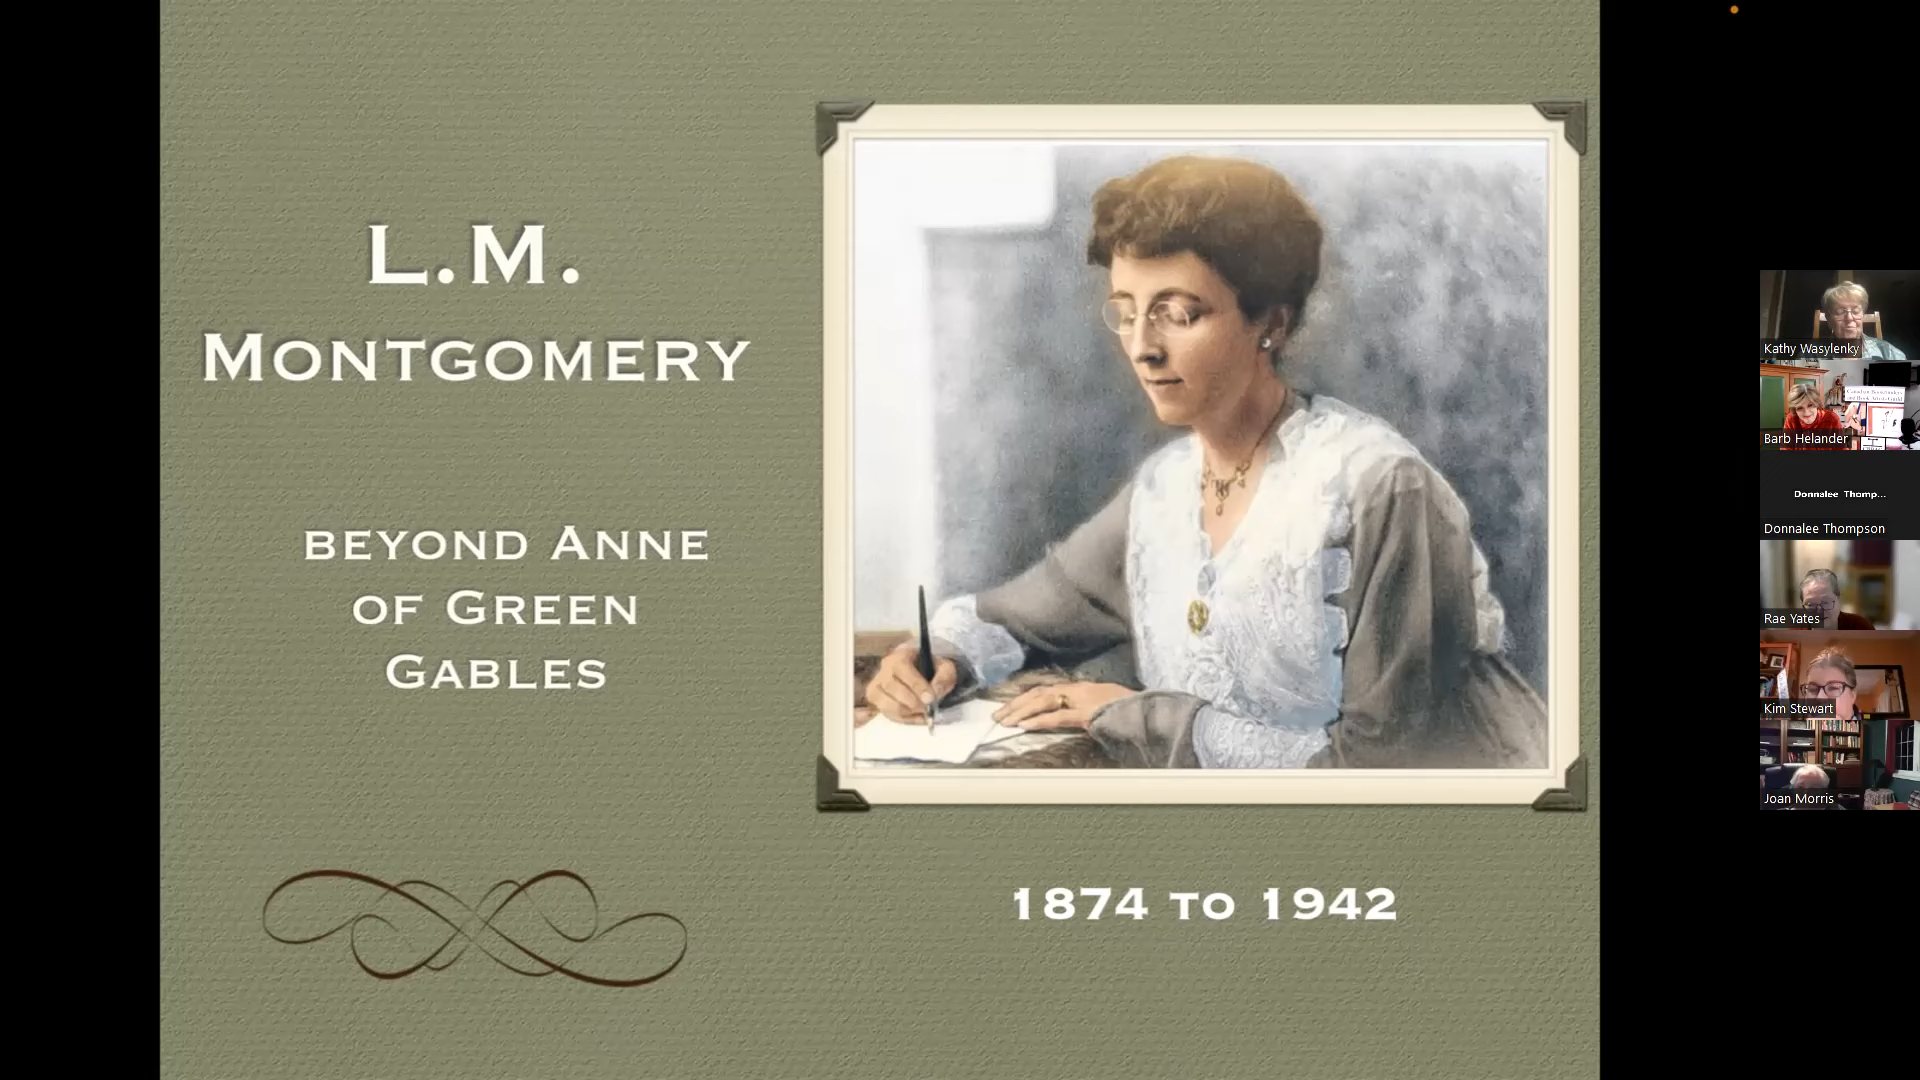 L.M.
MONTGOMERY
BEYOND ANNE
OF GREEN
GABLES
1874 TO 1942
Kathy Wasylenky
Barb Helander
Donnalee Thomp...
Donnalee Thompson
Rae Yates
Kim Stewart
Joan Morris